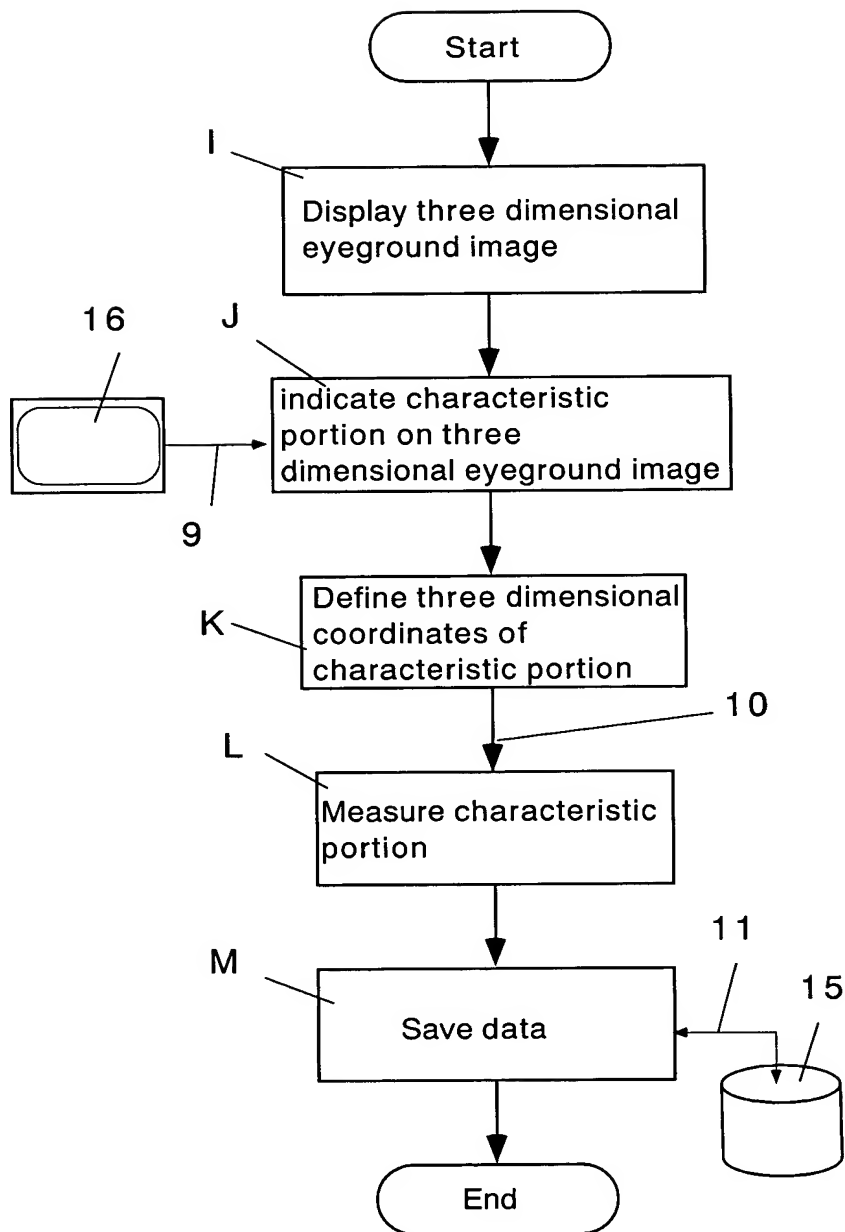 Start
I
Display three dimensional
eyeground image
16
J
indicate characteristic
portion on three
dimensional eyeground image
9
K
Define three dimensional
coordinates of
characteristic portion
10
L
Measure characteristic
portion
11
M
15
Save data
End